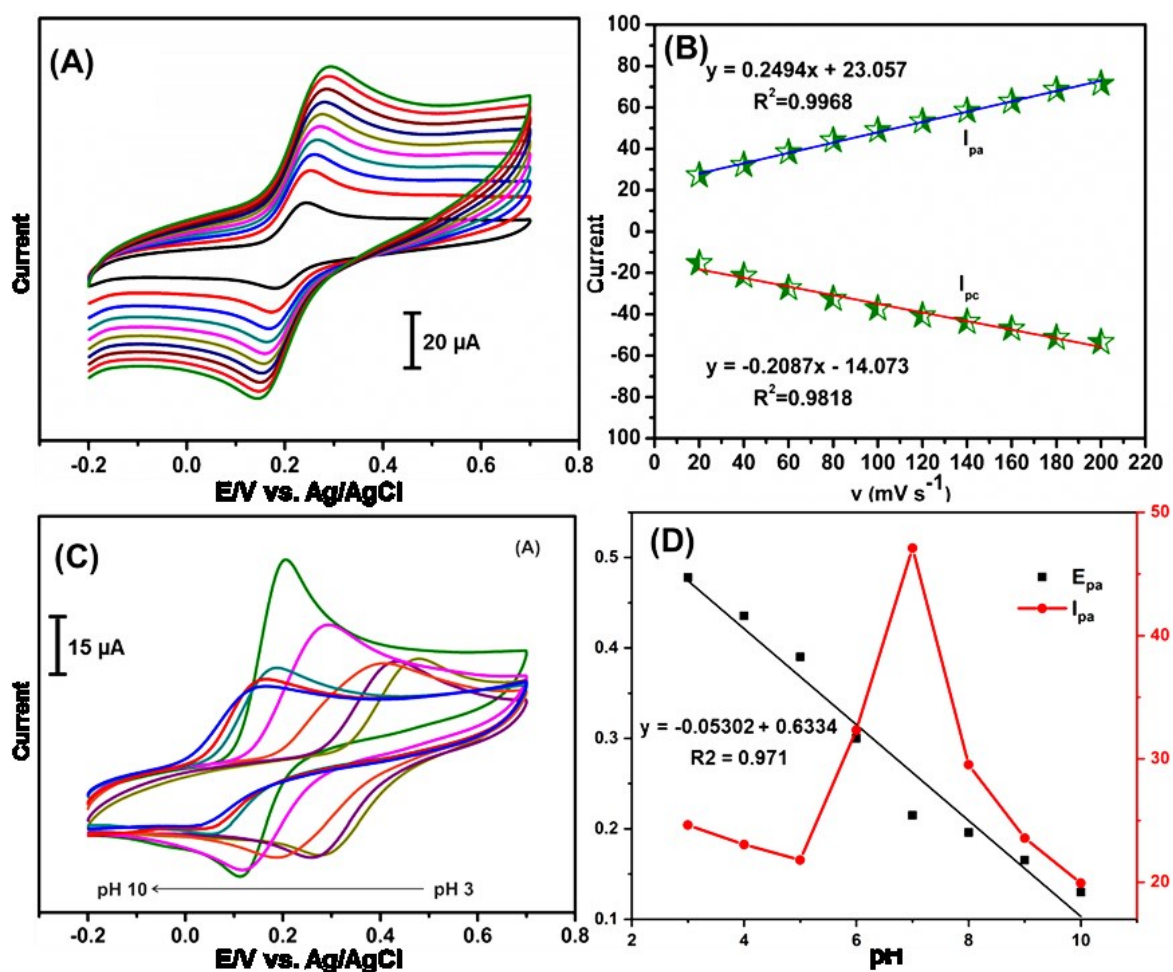 (A)
Current
20 µA
-0.2 0.0 0.2 0.4 0.6 0.8
E/V vs. Ag/AgCl
(B)
y = 0.2494x + 23.057
R²=0.9968
I_pa
I_pc
y = -0.2087x - 14.073
R²=0.9818
Current
100
80
60
40
20
0
-20
-40
-60
-80
100
0 20 40 60 80 100 120 140 160 180 200 220
v (mV s⁻¹)
(C)
(A)
15 µA
Current
pH 10
pH 3
-0.2 0.0 0.2 0.4 0.6 0.8
E/V vs. Ag/AgCl
(D)
E_pa
I_pa
y = -0.05302 + 0.6334
R2 = 0.971
0.5
0.4
0.3
0.2
0.1
50
40
30
20
2 4 6 8 10
pH